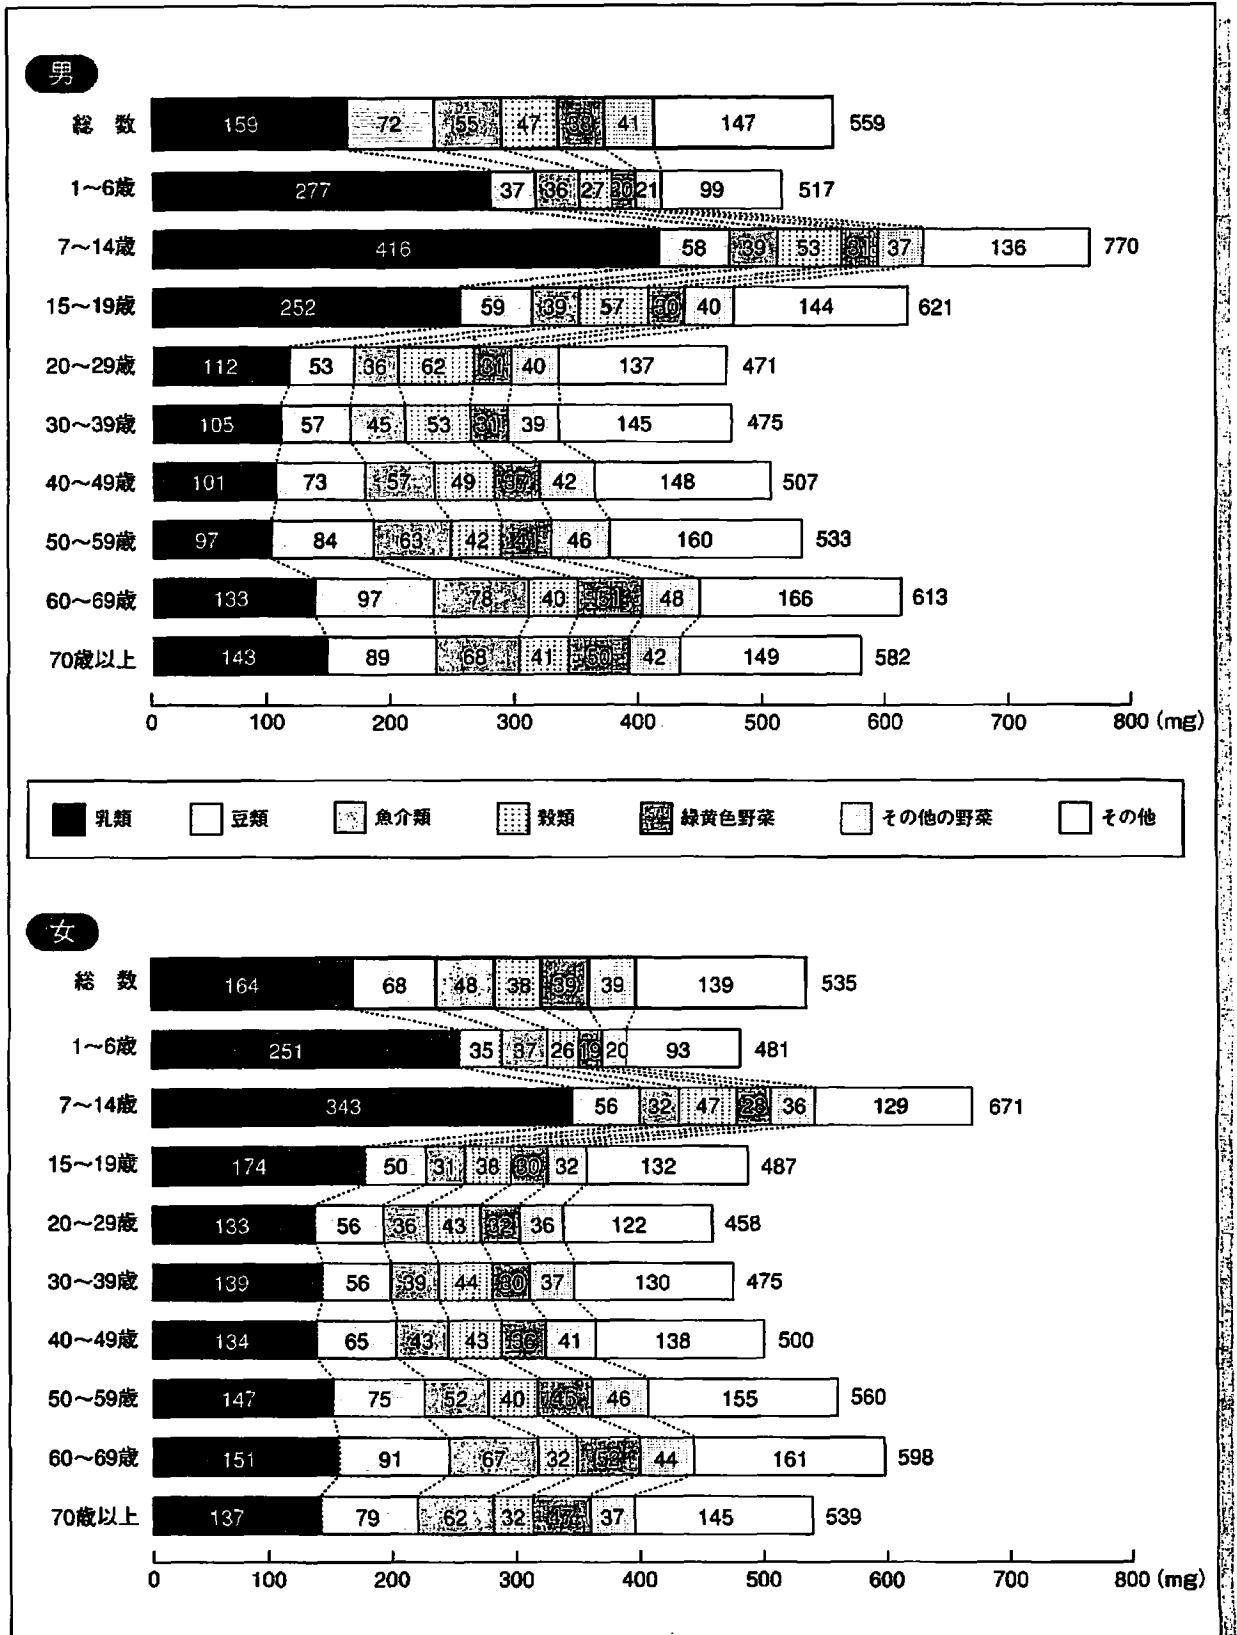 男
総数 159 72 55 47 38 41 147 559
1～6歳 277 37 36 27 20 21 99 517
7～14歳 416 58 39 53 31 37 136 770
15～19歳 252 59 39 57 30 40 144 621
20～29歳 112 53 36 62 31 40 137 471
30～39歳 105 57 45 53 31 39 145 475
40～49歳 101 73 57 49 37 42 148 507
50～59歳 97 84 63 42 41 46 160 533
60～69歳 133 97 78 40 51 48 166 613
70歳以上 143 89 68 41 50 42 149 582
0 100 200 300 400 500 600 700 800 (mg)
乳類 豆類 魚介類 穀類 緑黄色野菜 その他の野菜 その他
女
総数 164 68 48 38 39 39 139 535
1～6歳 251 35 37 26 19 20 93 481
7～14歳 343 56 32 47 28 36 129 671
15～19歳 174 50 31 38 30 32 132 487
20～29歳 133 56 36 43 32 36 122 458
30～39歳 139 56 39 44 30 37 130 475
40～49歳 134 65 43 43 36 41 138 500
50～59歳 147 75 52 40 45 46 155 560
60～69歳 151 91 67 32 52 44 161 598
70歳以上 137 79 62 32 47 37 145 539
0 100 200 300 400 500 600 700 800 (mg)